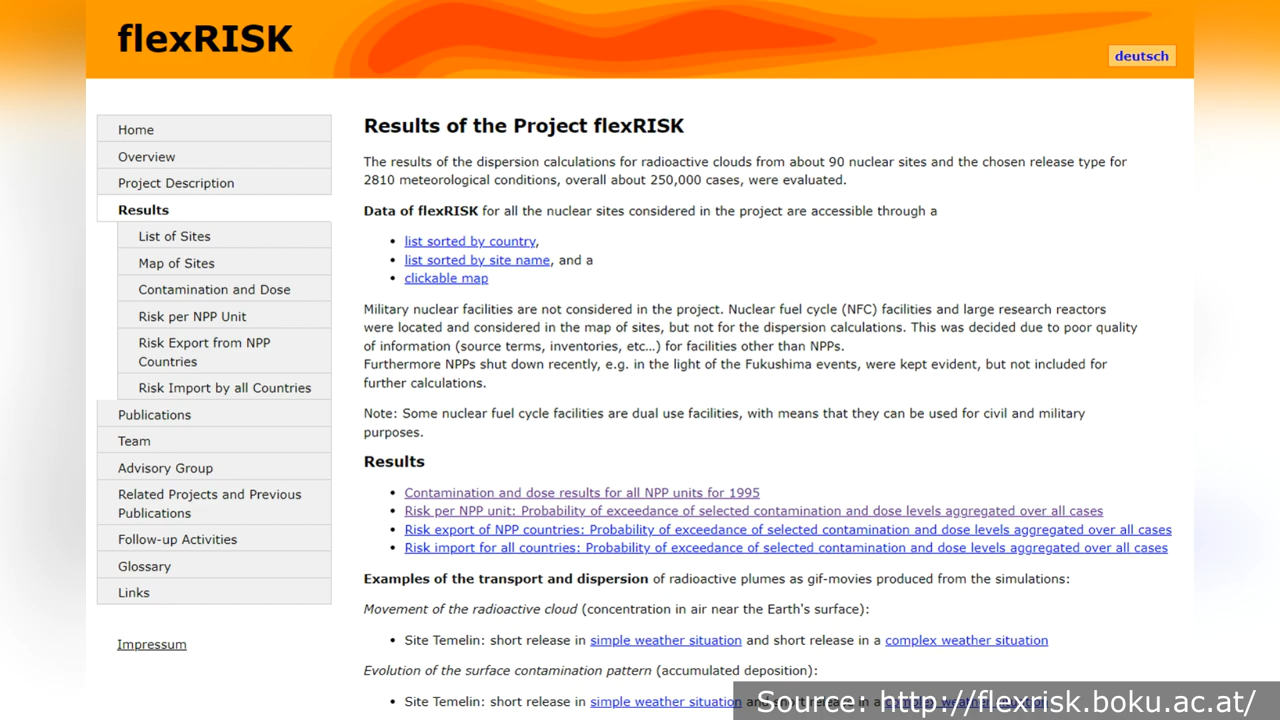 flexRISK
deutsch
Home
Overview
Project Description
Results
List of Sites
Map of Sites
Contamination and Dose
Risk per NPP Unit
Risk Export from NPP
Countries
Risk Import by all Countries
Publications
Team
Advisory Group
Related Projects and Previous
Publications
Follow-up Activities
Glossary
Links
Impressum
Results of the Project flexRISK
The results of the dispersion calculations for radioactive clouds from about 90 nuclear sites and the chosen release type for
2810 meteorological conditions, overall about 250,000 cases, were evaluated.
Data of flexRISK for all the nuclear sites considered in the project are accessible through a
• list sorted by country,
• list sorted by site name, and a
• clickable map
Military nuclear facilities are not considered in the project. Nuclear fuel cycle (NFC) facilities and large research reactors
were located and considered in the map of sites, but not for the dispersion calculations. This was decided due to poor quality
of information (source terms, inventories, etc…) for facilities other than NPPs.
Furthermore NPPs shut down recently, e.g. in the light of the Fukushima events, were kept evident, but not included for
further calculations.
Note: Some nuclear fuel cycle facilities are dual use facilities, with means that they can be used for civil and military
purposes.
Results
• Contamination and dose results for all NPP units for 1995
• Risk per NPP unit: Probability of exceedance of selected contamination and dose levels aggregated over all cases
• Risk export of NPP countries: Probability of exceedance of selected contamination and dose levels aggregated over all cases
• Risk import for all countries: Probability of exceedance of selected contamination and dose levels aggregated over all cases
Examples of the transport and dispersion of radioactive plumes as gif-movies produced from the simulations:
Movement of the radioactive cloud (concentration in air near the Earth's surface):
• Site Temelin: short release in simple weather situation and short release in a complex weather situation
Evolution of the surface contamination pattern (accumulated deposition):
• Site Temelin: short release in simple weather situation and short release in a complex weather situation
Source: http://flexrisk.boku.ac.at/